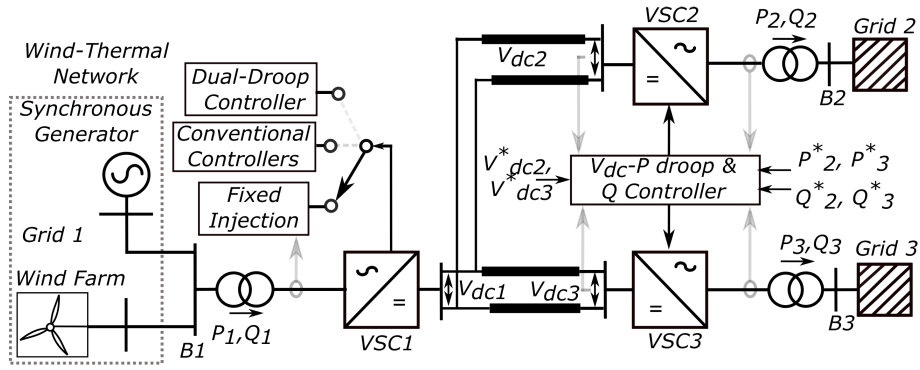 Wind-Thermal
Network
Synchronous
Generator
Grid 1
Wind Farm
B1
P1,Q1
Dual-Droop
Controller
Conventional
Controllers
Fixed
Injection
VSC1
Vdc1
Vdc2
Vdc3
VSC2
P2,Q2
Grid 2
B2
V*dc2,
V*dc3
Vdc-P droop &
Q Controller
P*2, P*3
Q*2, Q*3
VSC3
P3,Q3
Grid 3
B3